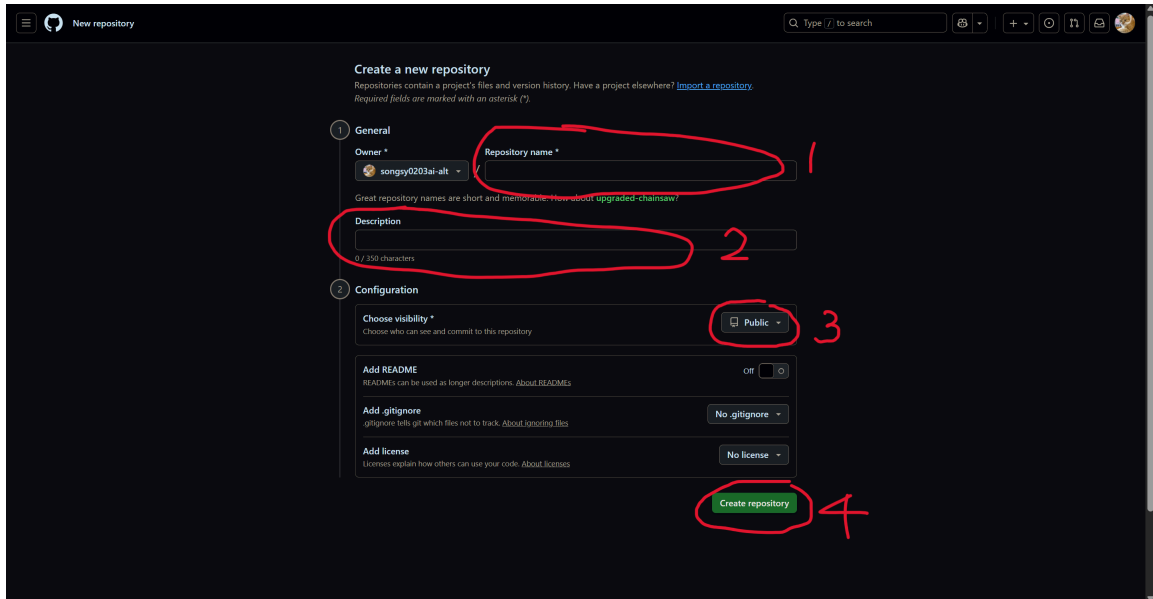 New repository
Type / to search
Create a new repository
Repositories contain a project's files and version history. Have a project elsewhere? Import a repository.
Required fields are marked with an asterisk (*).
1 General
Owner * Repository name *
songsy0203ai-alt /
1
Great repository names are short and memorable. How about upgraded-chainsaw?
Description
2
0 / 350 characters
2 Configuration
Choose visibility *
Choose who can see and commit to this repository
Public
3
Add README
READMEs can be used as longer descriptions. About READMEs
Off
Add .gitignore
.gitignore tells git which files not to track. About ignoring files
No .gitignore
Add license
Licenses explain how others can use your code. About licenses
No license
Create repository
4